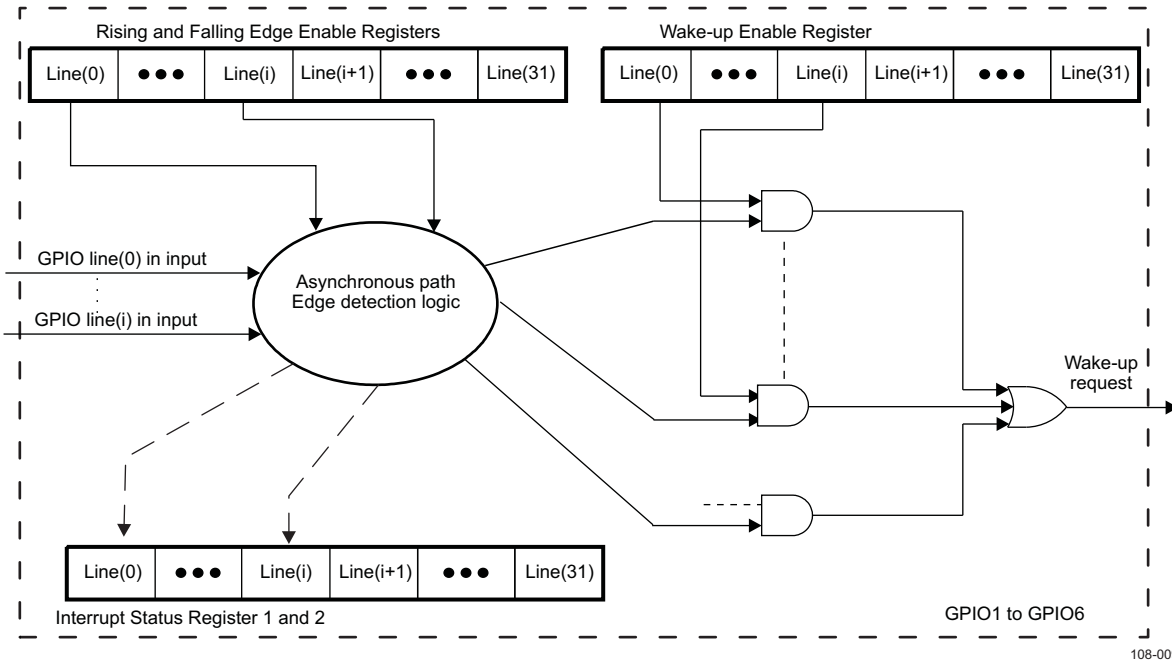 Rising and Falling Edge Enable Registers
Wake-up Enable Register
Line(0) ●●● Line(i) Line(i+1) ●●● Line(31)
Line(0) ●●● Line(i) Line(i+1) ●●● Line(31)
GPIO line(0) in input
GPIO line(i) in input
Asynchronous path
Edge detection logic
Wake-up
request
Line(0) ●●● Line(i) Line(i+1) ●●● Line(31)
Interrupt Status Register 1 and 2
GPIO1 to GPIO6
108-00